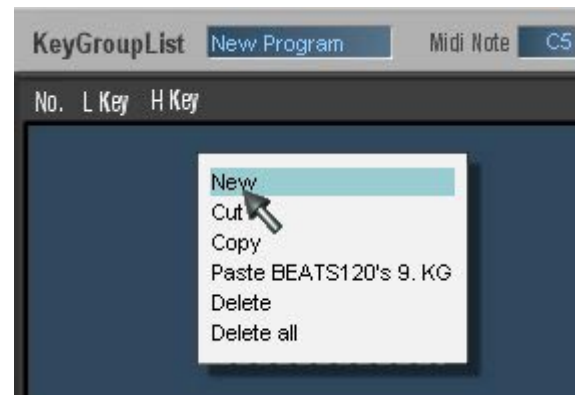 KeyGroupList New Program Midi Note C5
No. L Key H Key
New
Cut
Copy
Paste BEATS120's 9. KG
Delete
Delete all